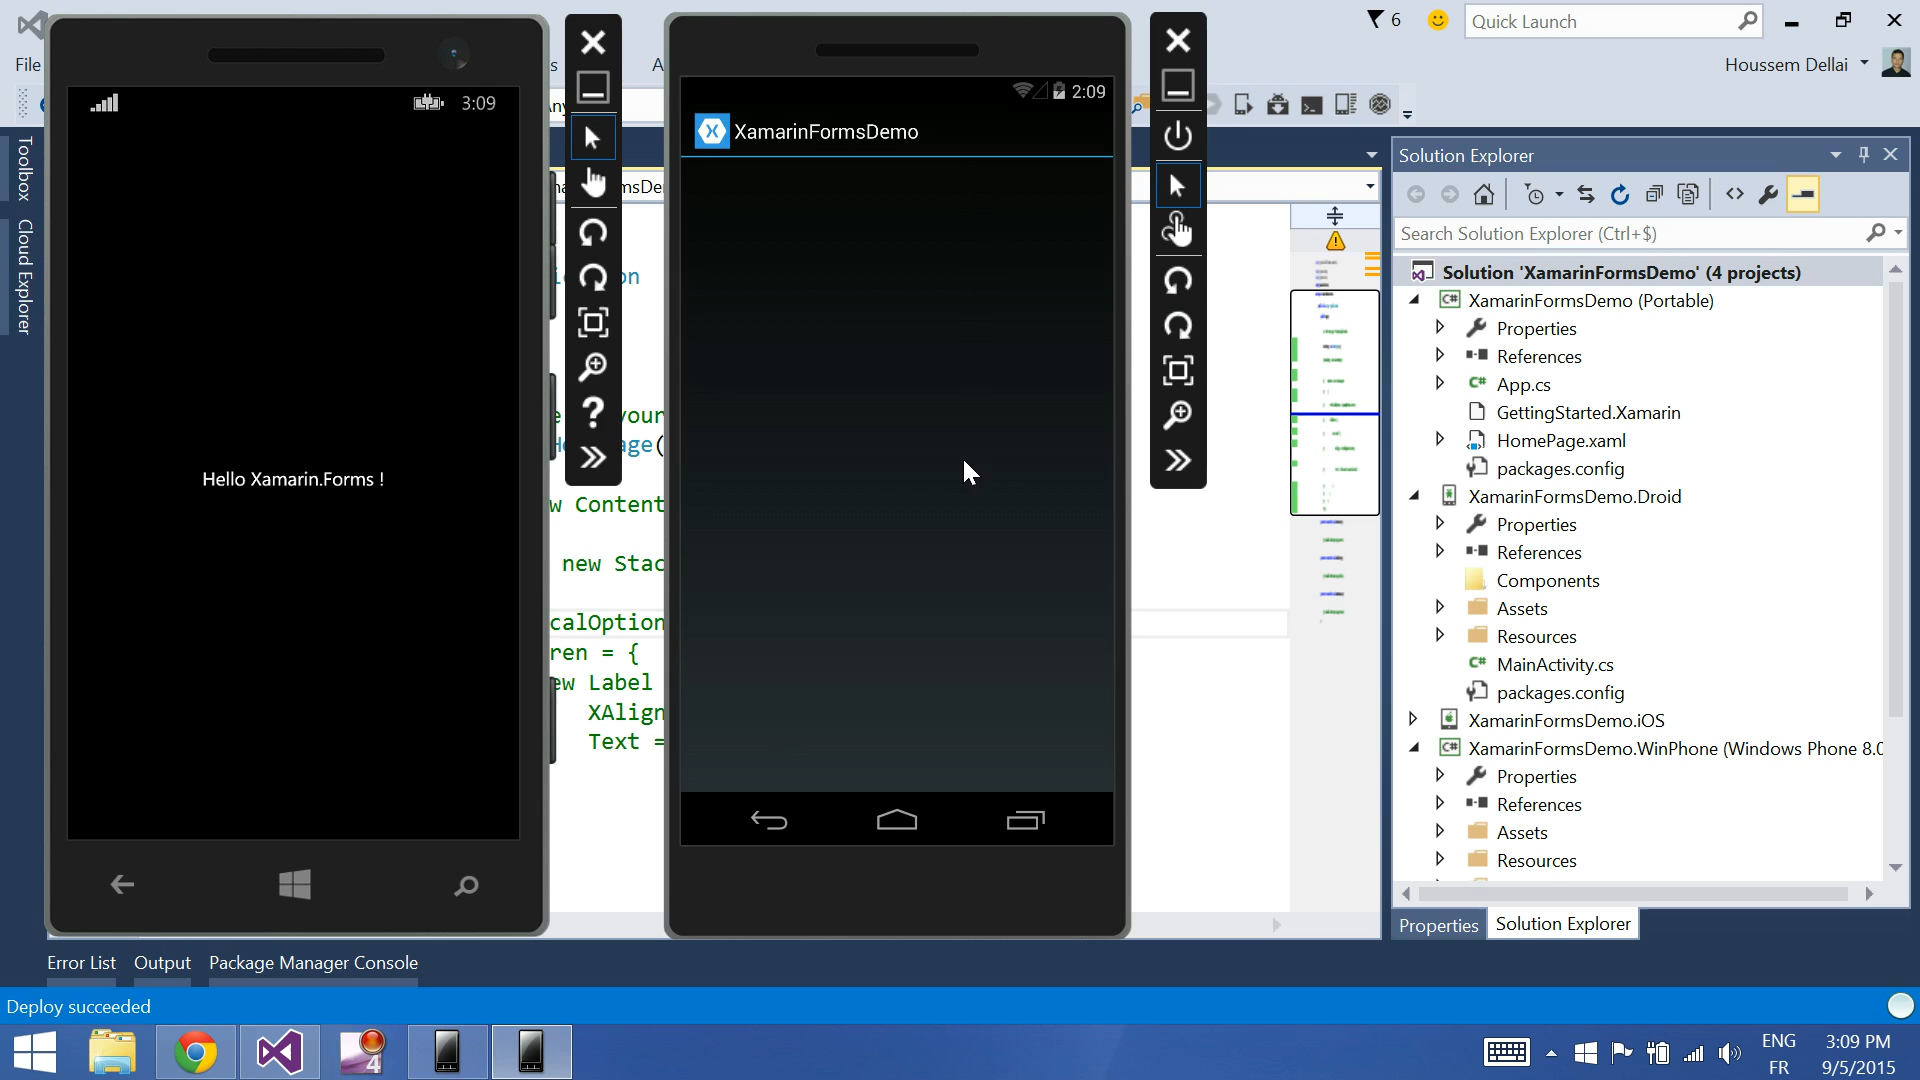 6
Quick Launch
File
Houssem Dellai
3:09
2:09
XamarinFormsDemo
Hello Xamarin.Forms !
Toolbox
Cloud Explorer
your
age(
w Content
new Stac
calOption
ren = {
ew Label
XAlign
Text =
Solution Explorer
Search Solution Explorer (Ctrl+$)
Solution 'XamarinFormsDemo' (4 projects)
XamarinFormsDemo (Portable)
Properties
References
App.cs
GettingStarted.Xamarin
HomePage.xaml
packages.config
XamarinFormsDemo.Droid
Properties
References
Components
Assets
Resources
MainActivity.cs
packages.config
XamarinFormsDemo.iOS
XamarinFormsDemo.WinPhone (Windows Phone 8.0
Properties
References
Assets
Resources
Properties Solution Explorer
Error List Output Package Manager Console
Deploy succeeded
ENG 3:09 PM
FR 9/5/2015